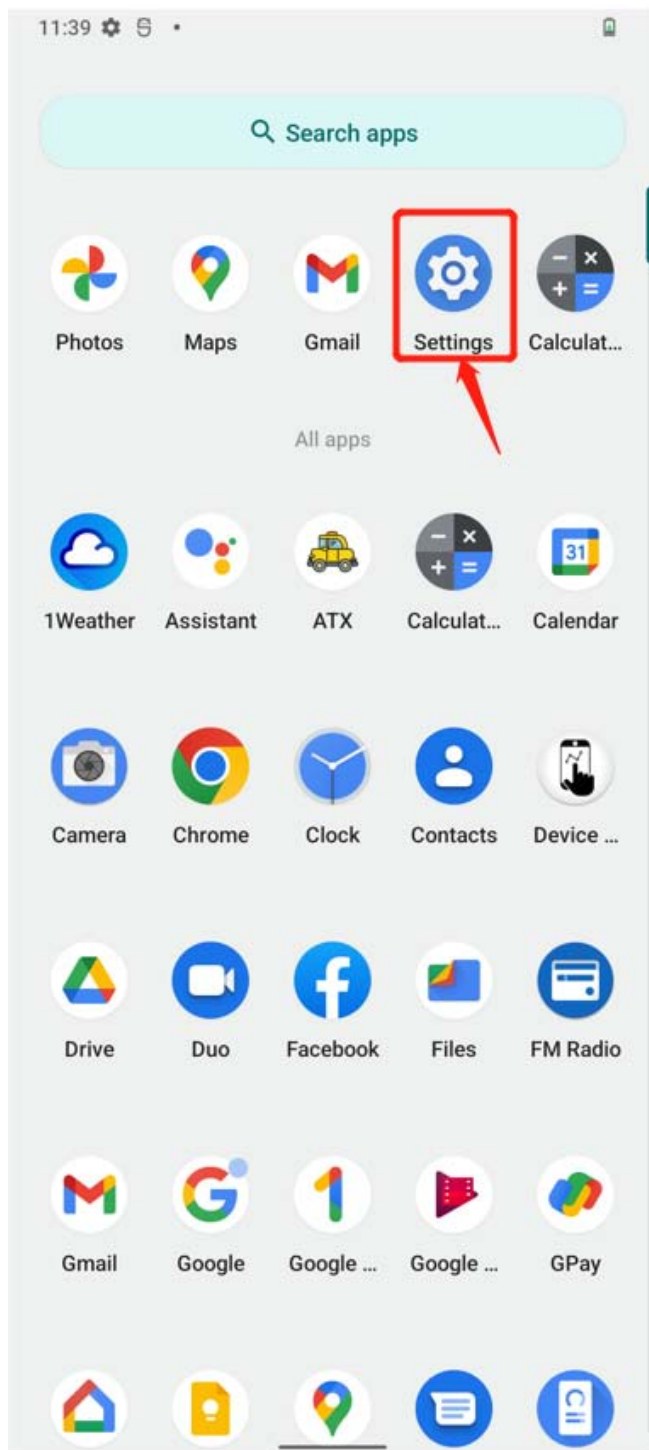 11:39
Search apps
Photos Maps Gmail Settings Calculat...
All apps
31
1Weather Assistant ATX Calculat... Calendar
Camera Chrome Clock Contacts Device ...
Drive Duo Facebook Files FM Radio
Gmail Google Google ... Google ... GPay